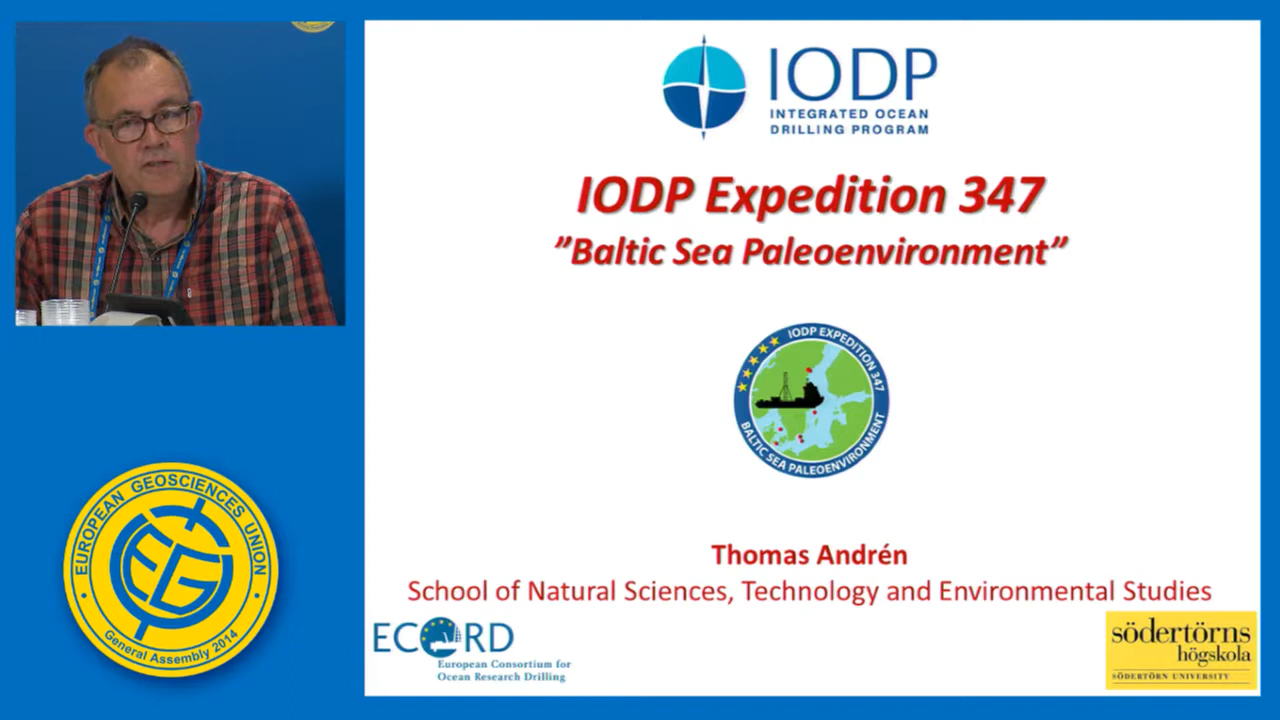 IODP
INTEGRATED OCEAN
DRILLING PROGRAM
IODP Expedition 347
”Baltic Sea Paleoenvironment”
IODP EXPEDITION 347
BALTIC SEA PALEOENVIRONMENT
Thomas Andrén
School of Natural Sciences, Technology and Environmental Studies
ECORD
European Consortium for
Ocean Research Drilling
södertörns
högskola
SÖDERTÖRN UNIVERSITY
EUROPEAN GEOSCIENCES UNION
EGU
General Assembly 2014